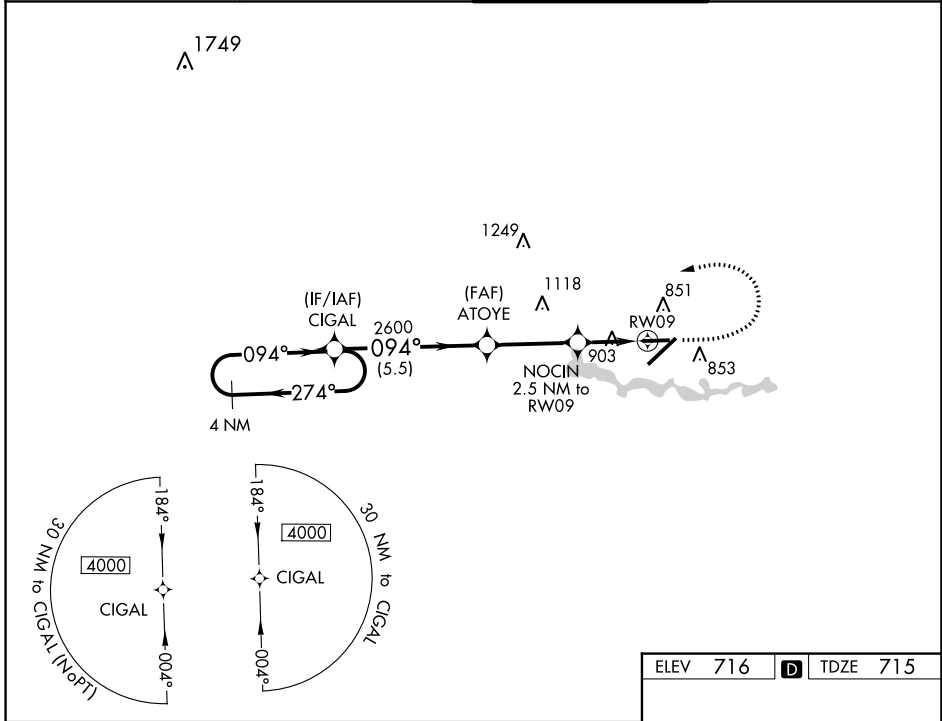 1749
1249
1118
851
(IF/IAF)
CIGAL
(FAF)
ATOYE
RW09
2600
094°
094°
(5.5)
903
853
NOCIN
2.5 NM to
RW09
274°
4 NM
184°
4000
CIGAL
004°
30 NM to CIGAL (NoPT)
184°
4000
CIGAL
004°
30 NM to CIGAL
ELEV 716 D TDZE 715